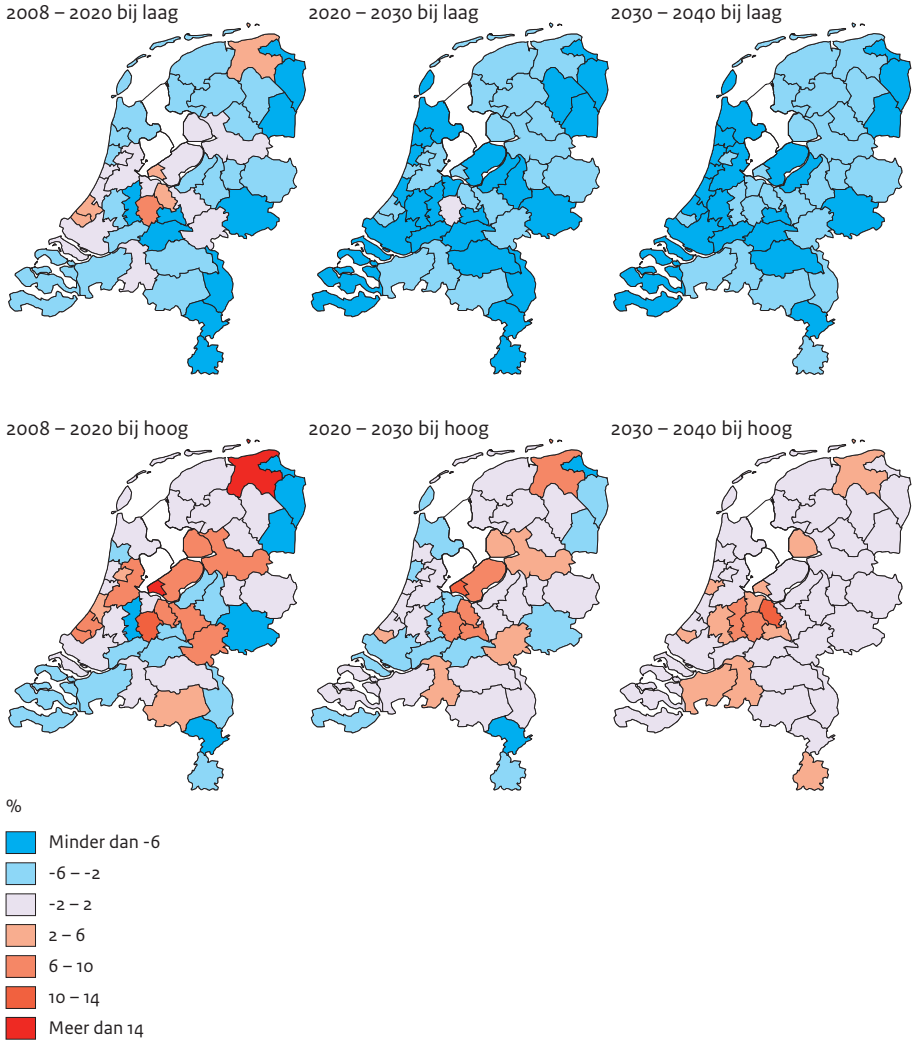 2008 – 2020 bij laag
2020 – 2030 bij laag
2030 – 2040 bij laag
2008 – 2020 bij hoog
2020 – 2030 bij hoog
2030 – 2040 bij hoog
%
Minder dan -6
-6 – -2
-2 – 2
2 – 6
6 – 10
10 – 14
Meer dan 14